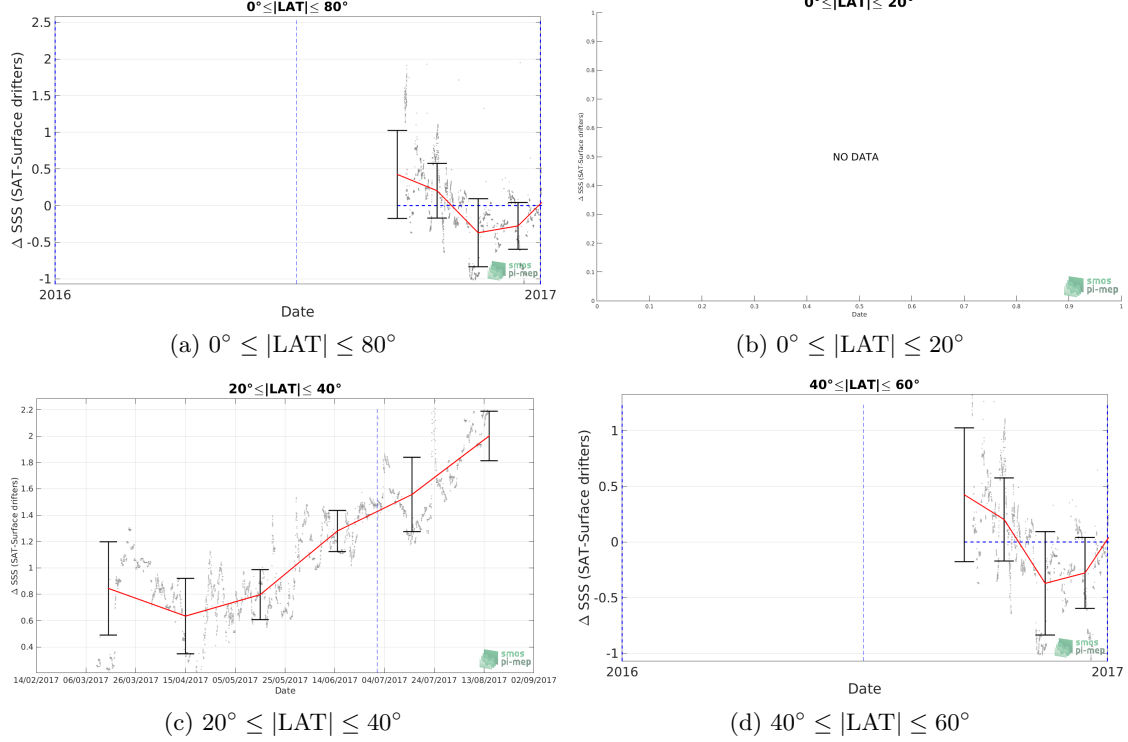 0°≤|LAT|≤ 80°
Δ SSS (SAT-Surface drifters)
2.5
2
1.5
1
0.5
0
-0.5
-1
2016
2017
Date
smos
pi-mep
(a) 0° ≤ |LAT| ≤ 80°
0°≤|LAT|≤ 20°
Δ SSS (SAT-Surface drifters)
1
0.9
0.8
0.7
0.6
0.5
0.4
0.3
0.2
0.1
0
NO DATA
0 0.1 0.2 0.3 0.4 0.5 0.6 0.7 0.8 0.9 1
Date
smos
pi-mep
(b) 0° ≤ |LAT| ≤ 20°
20°≤|LAT|≤ 40°
Δ SSS (SAT-Surface drifters)
2.2
2
1.8
1.6
1.4
1.2
1
0.8
0.6
0.4
14/02/2017 06/03/2017 26/03/2017 15/04/2017 05/05/2017 25/05/2017 14/06/2017 04/07/2017 24/07/2017 13/08/2017 02/09/2017
Date
smos
pi-mep
(c) 20° ≤ |LAT| ≤ 40°
40°≤|LAT|≤ 60°
Δ SSS (SAT-Surface drifters)
1
0.5
0
-0.5
-1
2016
2017
Date
smos
pi-mep
(d) 40° ≤ |LAT| ≤ 60°